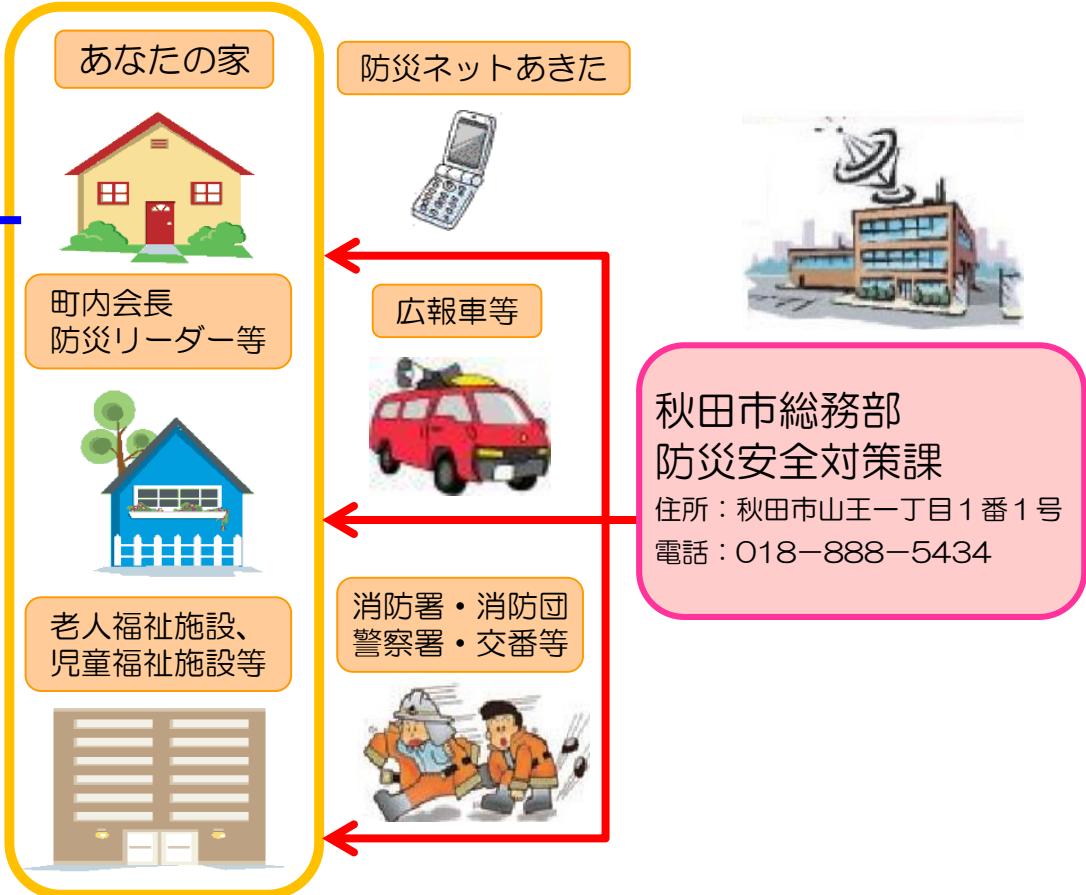 あなたの家
防災ネットあきた
町内会長
防災リーダー等
広報車等
秋田市総務部
防災安全対策課
住所：秋田市山王一丁目１番１号
電話：０１８－８８８－５４３４
老人福祉施設、
児童福祉施設等
消防署・消防団
警察署・交番等